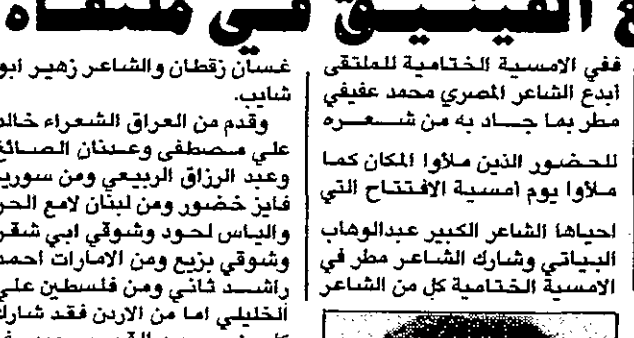 الفينيق في ملتقاه
ففي الامسية الختامية للملتقى
أبدع الشاعر المصري محمد عفيفي
مطر بما جاد به من شعره
للحضور الذين ملأوا المكان كما
ملأوا يوم امسية الافتتاح التي
احياها الشاعر الكبير عبدالوهاب
البياتي وشارك الشاعر مطر في
الامسية الختامية كل من الشاعر
غسان زقطان والشاعر زهير ابو
شايب.
وقدم من العراق الشعراء خالد
علي مصطفى وعدنان الصائغ
وعبد الرزاق الربيعي ومن سوريا
فايز خضور ومن لبنان لامع الحر
والياس لحود وشوقي ابي شقرا
وشوقي بزيع ومن الامارات احمد
راشد ثاني ومن فلسطين علي
الخليلي اما من الاردن فقد شارك